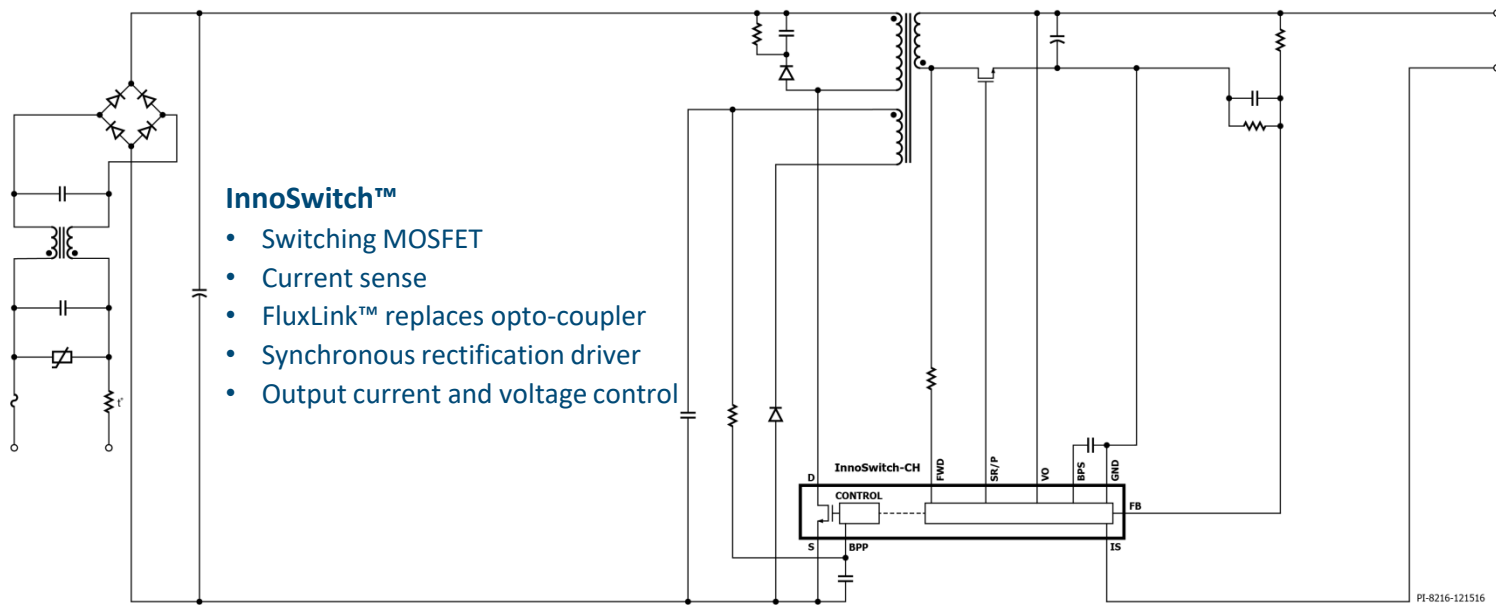 InnoSwitch™
• Switching MOSFET
• Current sense
• FluxLink™ replaces opto-coupler
• Synchronous rectification driver
• Output current and voltage control
t°
InnoSwitch-CH
D
FWD
SR/P
VO
BPS
GND
CONTROL
FB
S
BPP
IS
PI-8216-121516